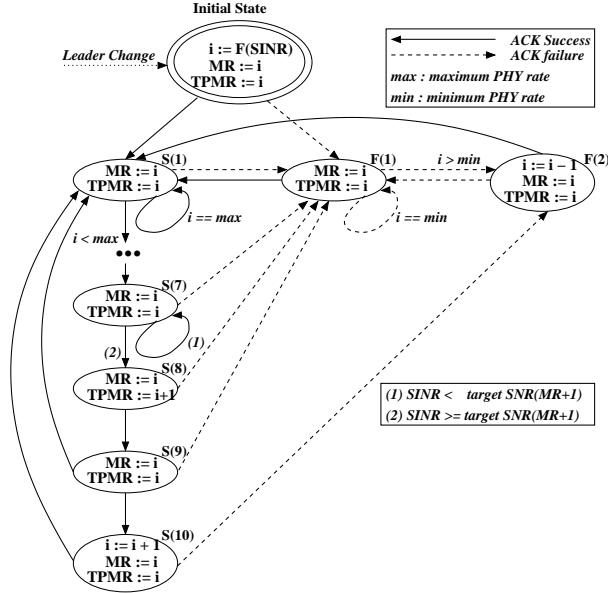 Initial State
i := F(SINR)
MR := i
TPMR := i
Leader Change
ACK Success
ACK failure
max : maximum PHY rate
min : minimum PHY rate
S(1)
MR := i
TPMR := i
F(1)
MR := i
TPMR := i
i > min
F(2)
i := i − 1
MR := i
TPMR := i
i == max
i == min
i < max
•••
S(7)
MR := i
TPMR := i
(1)
(2)
S(8)
MR := i
TPMR := i+1
(1) SINR < target SNR(MR+1)
(2) SINR >= target SNR(MR+1)
S(9)
MR := i
TPMR := i
S(10)
i := i + 1
MR := i
TPMR := i